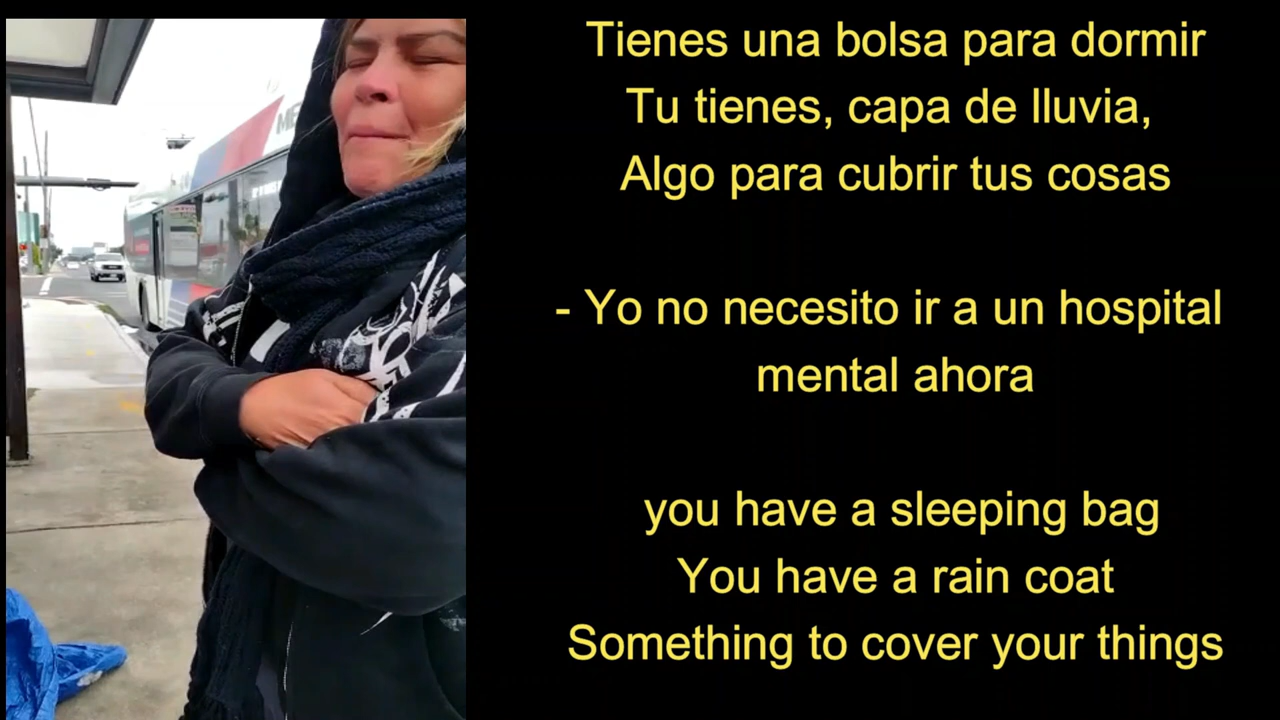 Tienes una bolsa para dormir
Tu tienes, capa de lluvia,
Algo para cubrir tus cosas
- Yo no necesito ir a un hospital
mental ahora
you have a sleeping bag
You have a rain coat
Something to cover your things
ME